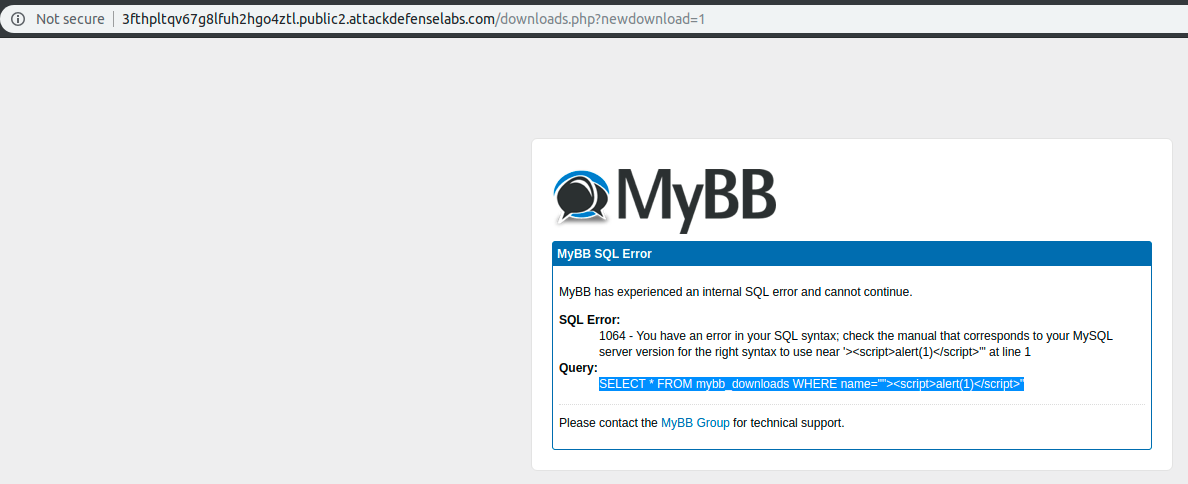 Not secure | 3fthpltqv67g8lfuh2hgo4ztl.public2.attackdefenselabs.com/downloads.php?newdownload=1
MyBB
MyBB SQL Error
MyBB has experienced an internal SQL error and cannot continue.
SQL Error:
1064 - You have an error in your SQL syntax; check the manual that corresponds to your MySQL
server version for the right syntax to use near '><script>alert(1)</script>"' at line 1
Query:
SELECT * FROM mybb_downloads WHERE name=""><script>alert(1)</script>"
Please contact the MyBB Group for technical support.